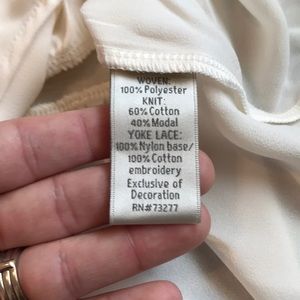 WOVEN:
100% Polyester
KNIT:
60% Cotton
40% Modal
YOKE LACE:
100% Nylon base/
100% Cotton
embroidery
Exclusive of
Decoration
RN#73277